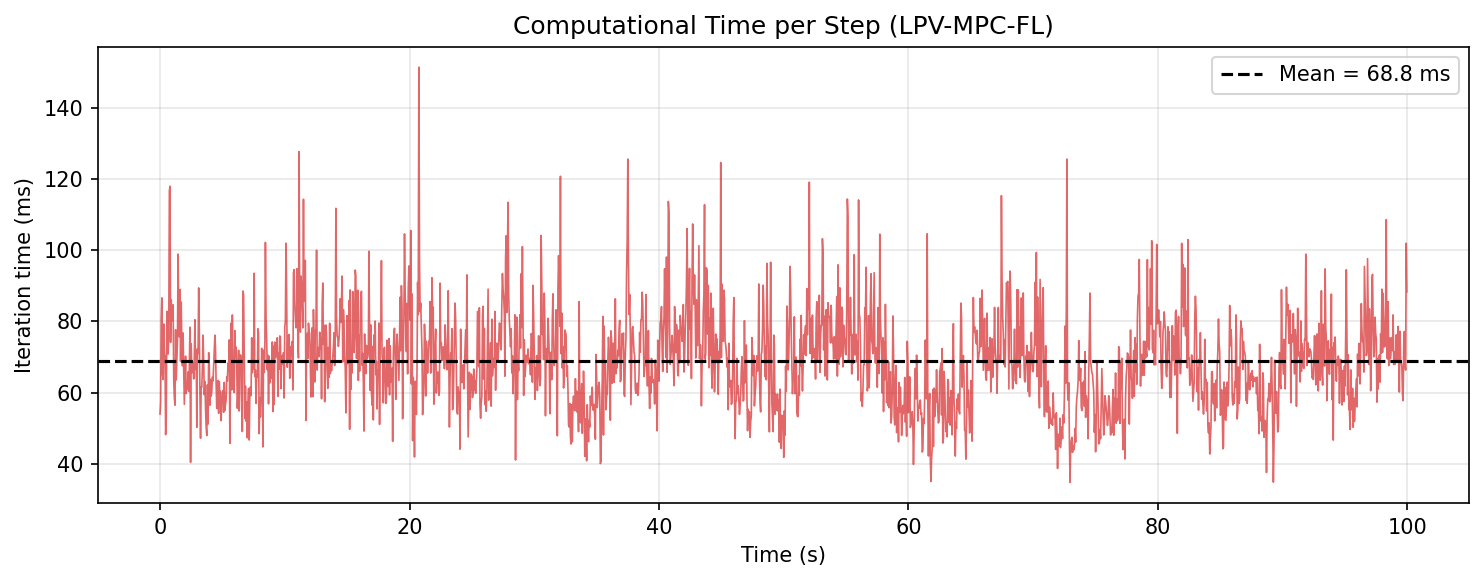 Computational Time per Step (LPV-MPC-FL)
Mean = 68.8 ms
Iteration time (ms)
140
120
100
80
60
40
0 20 40 60 80 100
Time (s)